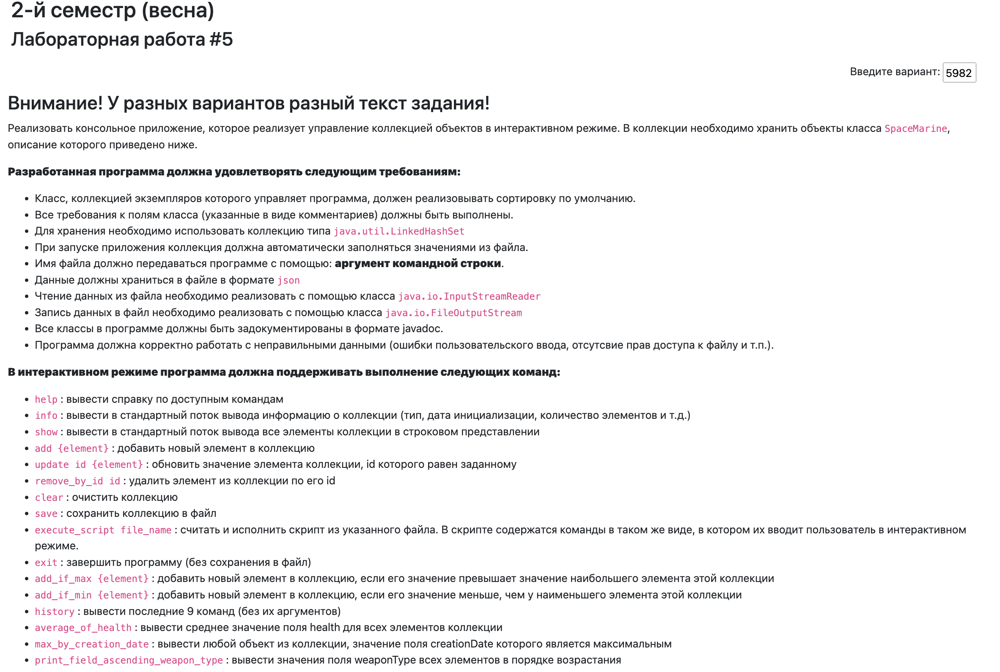 2-й семестр (весна)
Лабораторная работа #5
Введите вариант: 5982
Внимание! У разных вариантов разный текст задания!
Реализовать консольное приложение, которое реализует управление коллекцией объектов в интерактивном режиме. В коллекции необходимо хранить объекты класса SpaceMarine,
описание которого приведено ниже.
Разработанная программа должна удовлетворять следующим требованиям:
• Класс, коллекцией экземпляров которого управляет программа, должен реализовывать сортировку по умолчанию.
• Все требования к полям класса (указанные в виде комментариев) должны быть выполнены.
• Для хранения необходимо использовать коллекцию типа java.util.LinkedHashSet
• При запуске приложения коллекция должна автоматически заполняться значениями из файла.
• Имя файла должно передаваться программе с помощью: аргумент командной строки.
• Данные должны храниться в файле в формате json
• Чтение данных из файла необходимо реализовать с помощью класса java.io.InputStreamReader
• Запись данных в файл необходимо реализовать с помощью класса java.io.FileOutputStream
• Все классы в программе должны быть задокументированы в формате javadoc.
• Программа должна корректно работать с неправильными данными (ошибки пользовательского ввода, отсутсвие прав доступа к файлу и т.п.).
В интерактивном режиме программа должна поддерживать выполнение следующих команд:
• help : вывести справку по доступным командам
• info : вывести в стандартный поток вывода информацию о коллекции (тип, дата инициализации, количество элементов и т.д.)
• show : вывести в стандартный поток вывода все элементы коллекции в строковом представлении
• add {element} : добавить новый элемент в коллекцию
• update id {element} : обновить значение элемента коллекции, id которого равен заданному
• remove_by_id id : удалить элемент из коллекции по его id
• clear : очистить коллекцию
• save : сохранить коллекцию в файл
• execute_script file_name : считать и исполнить скрипт из указанного файла. В скрипте содержатся команды в таком же виде, в котором их вводит пользователь в интерактивном
режиме.
• exit : завершить программу (без сохранения в файл)
• add_if_max {element} : добавить новый элемент в коллекцию, если его значение превышает значение наибольшего элемента этой коллекции
• add_if_min {element} : добавить новый элемент в коллекцию, если его значение меньше, чем у наименьшего элемента этой коллекции
• history : вывести последние 9 команд (без их аргументов)
• average_of_health : вывести среднее значение поля health для всех элементов коллекции
• max_by_creation_date : вывести любой объект из коллекции, значение поля creationDate которого является максимальным
• print_field_ascending_weapon_type : вывести значения поля weaponType всех элементов в порядке возрастания